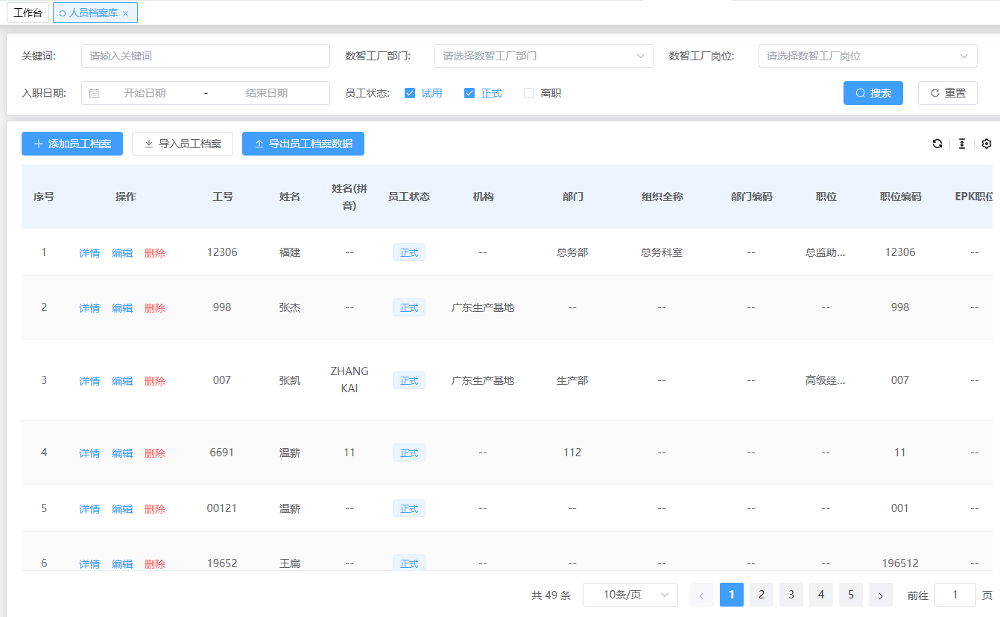 工作台 人员档案库
关键词: 请输入关键词 数智工厂部门: 请选择数智工厂部门 数智工厂岗位: 请选择数智工厂岗位
入职日期: 开始日期 - 结束日期 员工状态: 试用 正式 离职 搜索 重置
添加员工档案 导入员工档案 导出员工档案数据
序号 操作 工号 姓名 姓名(拼音) 员工状态 机构 部门 组织全称 部门编码 职位 职位编码 EPK职位
1 详情 编辑 删除 12306 福建 -- 正式 -- 总务部 总务科室 -- 总监助... 12306 --
2 详情 编辑 删除 998 张杰 -- 正式 广东生产基地 -- -- -- -- 998 --
3 详情 编辑 删除 007 张凯 ZHANG KAI 正式 广东生产基地 生产部 -- -- 高级经... 007 --
4 详情 编辑 删除 6691 温薪 11 正式 -- 112 -- -- -- 11 --
5 详情 编辑 删除 00121 温薪 -- 正式 -- -- -- -- -- 001 --
6 详情 编辑 删除 19652 王扁 -- 正式 -- -- -- -- -- 196512 --
共 49 条 10条/页 1 2 3 4 5 前往 1 页